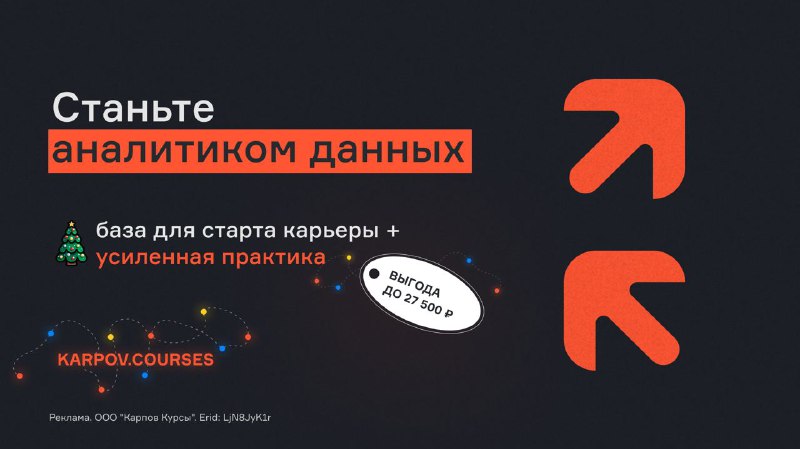 Станьте
аналитиком данных
база для старта карьеры +
усиленная практика
ВЫГОДА
ДО 27 500 ₽
KARPOV.COURSES
Реклама. ООО "Карпов Курсы". Erid: LjN8JyK1r